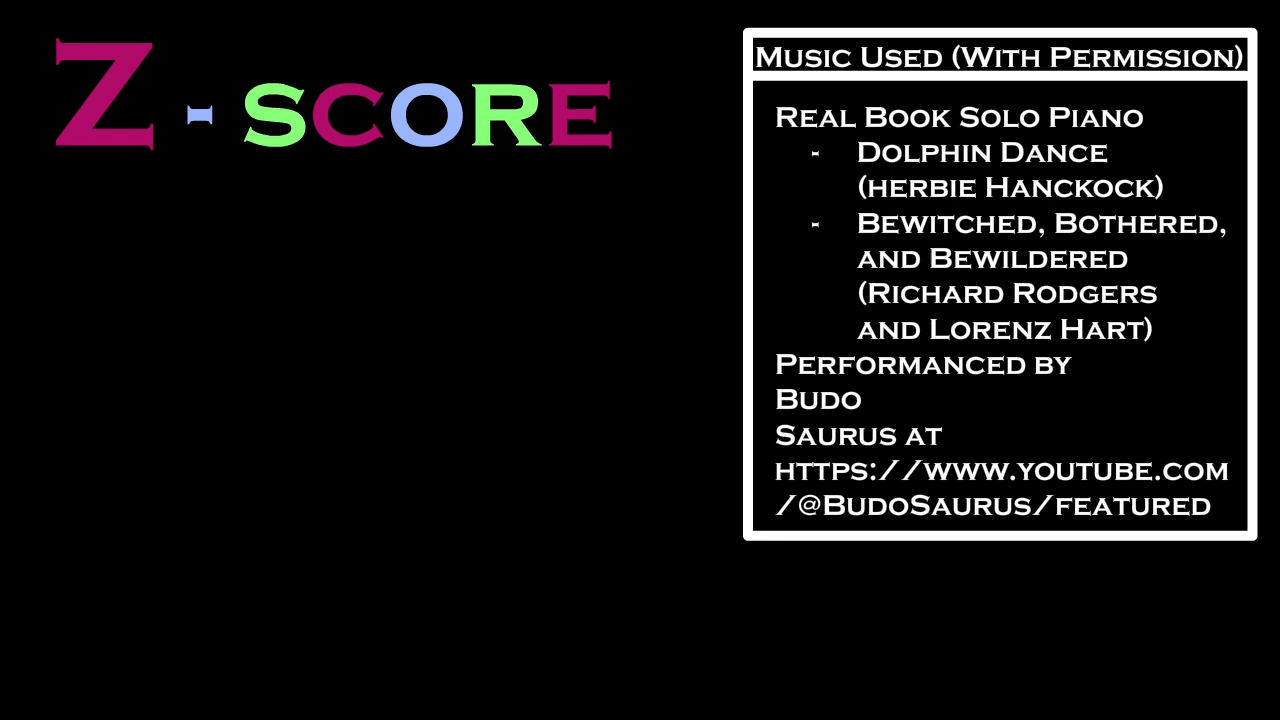 Z - SCORE
MUSIC USED (WITH PERMISSION)
REAL BOOK SOLO PIANO
- DOLPHIN DANCE
(HERBIE HANCKOCK)
- BEWITCHED, BOTHERED,
AND BEWILDERED
(RICHARD RODGERS
AND LORENZ HART)
PERFORMANCED BY
BUDO
SAURUS AT
HTTPS://WWW.YOUTUBE.COM
/@BUDOSAURUS/FEATURED